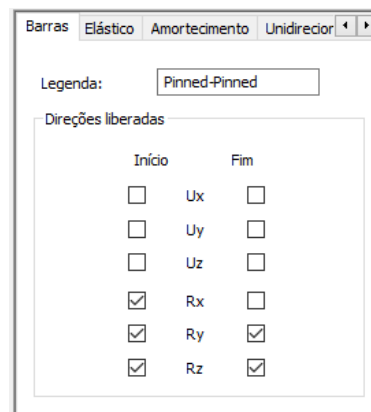 Barras Elástico Amortecimento Unidirecior
Legenda: Pinned-Pinned
Direções liberadas
Início Fim
Ux
Uy
Uz
Rx
Ry
Rz